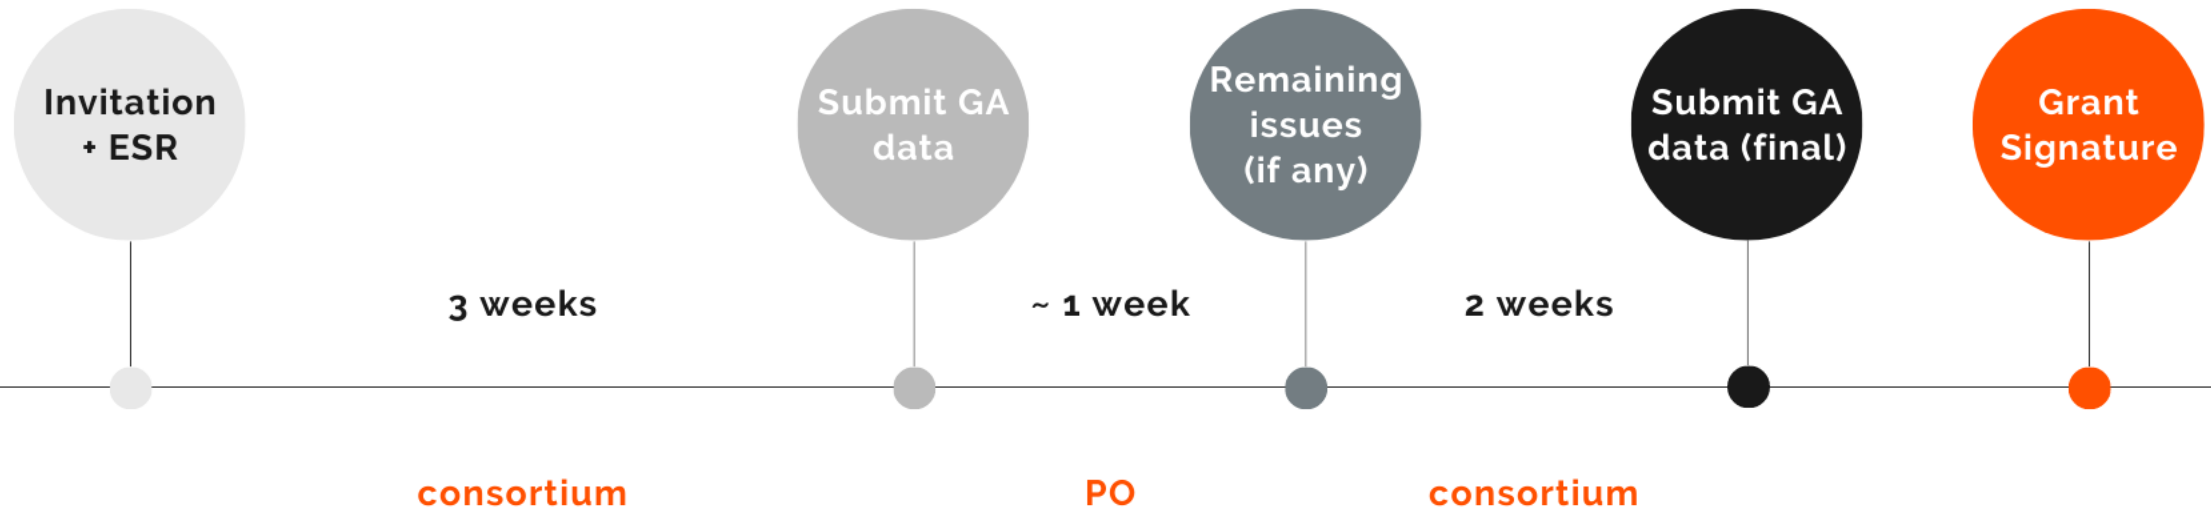 Invitation
+ ESR
Submit GA
data
Remaining
issues
(if any)
Submit GA
data (final)
Grant
Signature
3 weeks
~ 1 week
2 weeks
consortium
PO
consortium